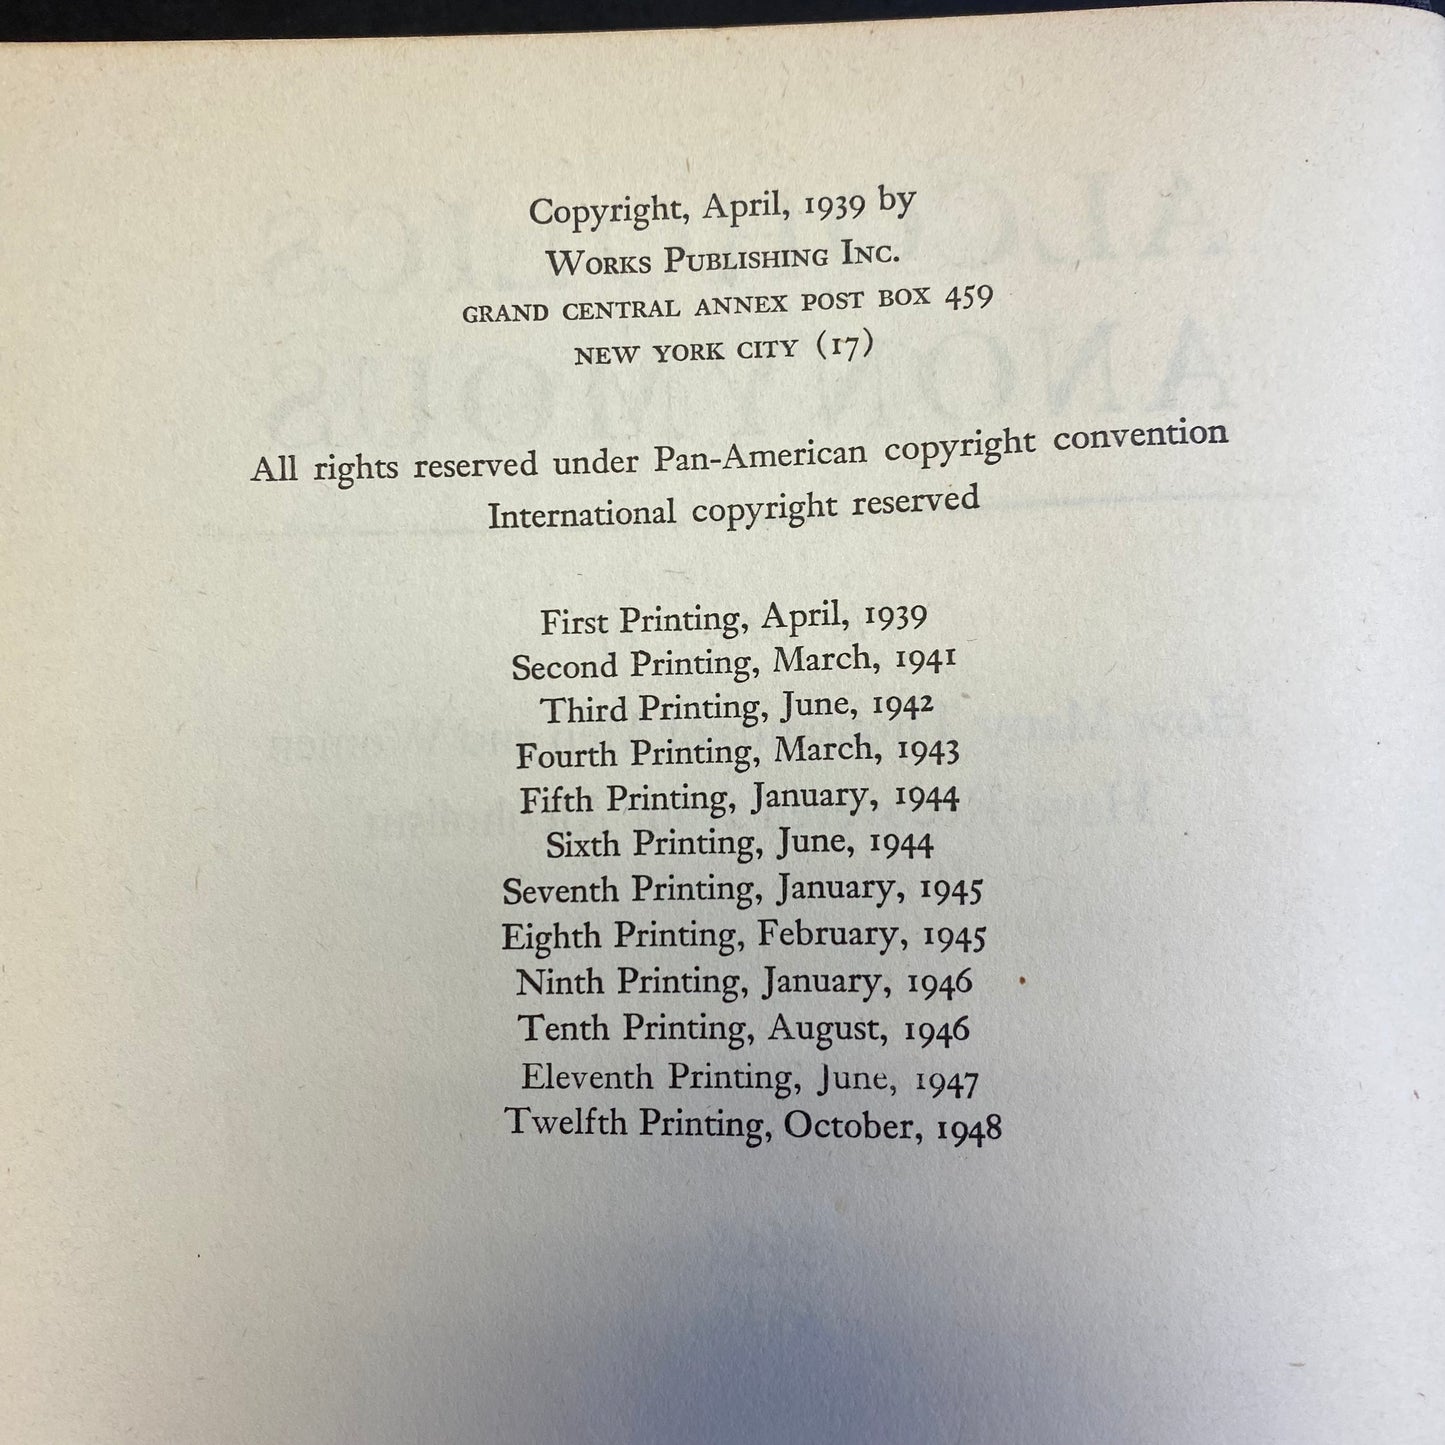 Copyright, April, 1939 by
Works Publishing Inc.
GRAND CENTRAL ANNEX POST BOX 459
NEW YORK CITY (17)
All rights reserved under Pan-American copyright convention
International copyright reserved
First Printing, April, 1939
Second Printing, March, 1941
Third Printing, June, 1942
Fourth Printing, March, 1943
Fifth Printing, January, 1944
Sixth Printing, June, 1944
Seventh Printing, January, 1945
Eighth Printing, February, 1945
Ninth Printing, January, 1946
Tenth Printing, August, 1946
Eleventh Printing, June, 1947
Twelfth Printing, October, 1948